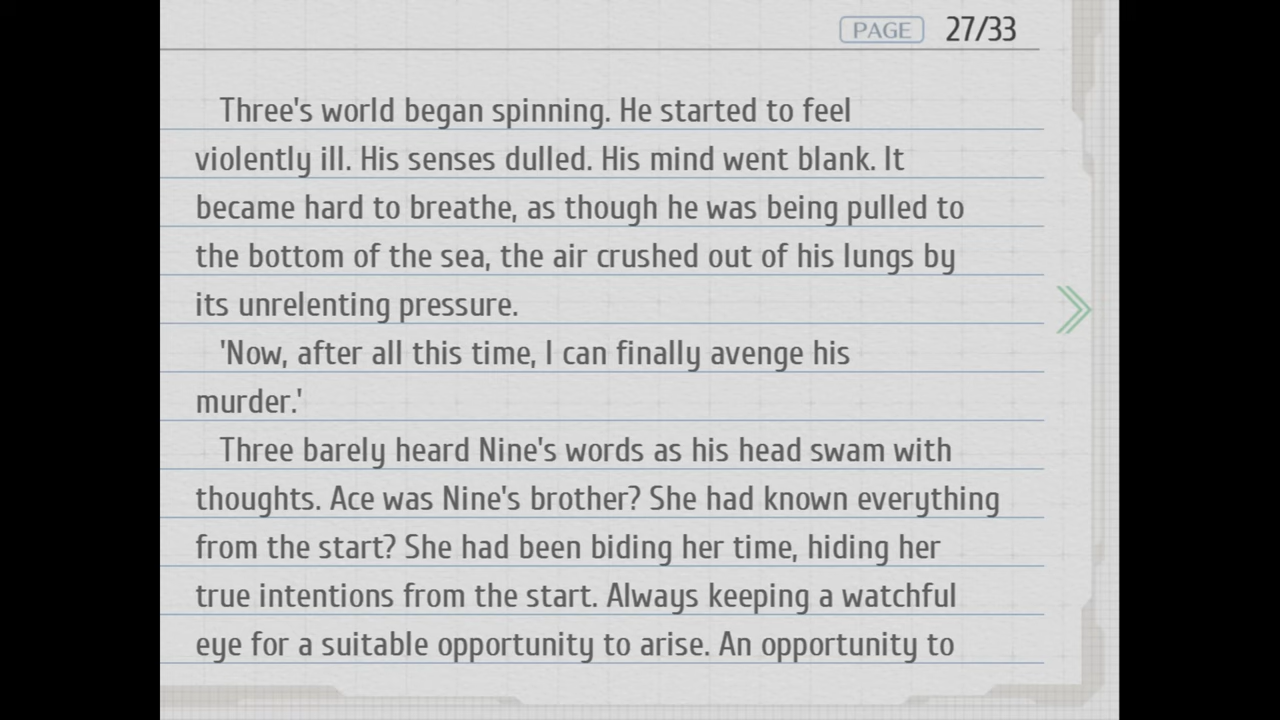 PAGE 27/33
Three's world began spinning. He started to feel
violently ill. His senses dulled. His mind went blank. It
became hard to breathe, as though he was being pulled to
the bottom of the sea, the air crushed out of his lungs by
its unrelenting pressure.
'Now, after all this time, I can finally avenge his
murder.'
Three barely heard Nine's words as his head swam with
thoughts. Ace was Nine's brother? She had known everything
from the start? She had been biding her time, hiding her
true intentions from the start. Always keeping a watchful
eye for a suitable opportunity to arise. An opportunity to